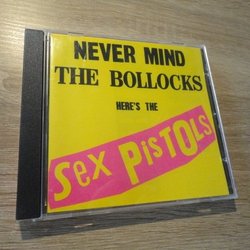 NEVER MIND
THE BOLLOCKS
HERE'S THE
Sex PiSTOLS